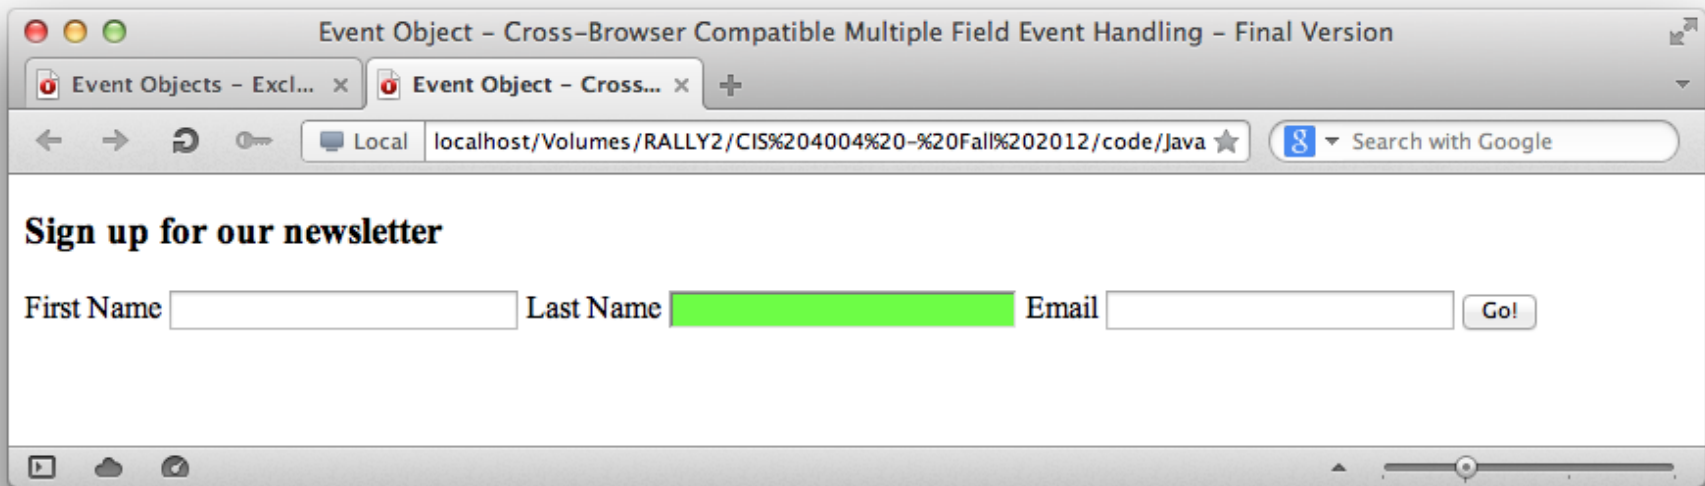 Event Object – Cross-Browser Compatible Multiple Field Event Handling – Final Version
Event Objects – Excl... Event Object – Cross...
Local localhost/Volumes/RALLY2/CIS%204004%20-%20Fall%202012/code/Java Search with Google
Sign up for our newsletter
First Name Last Name Email Go!